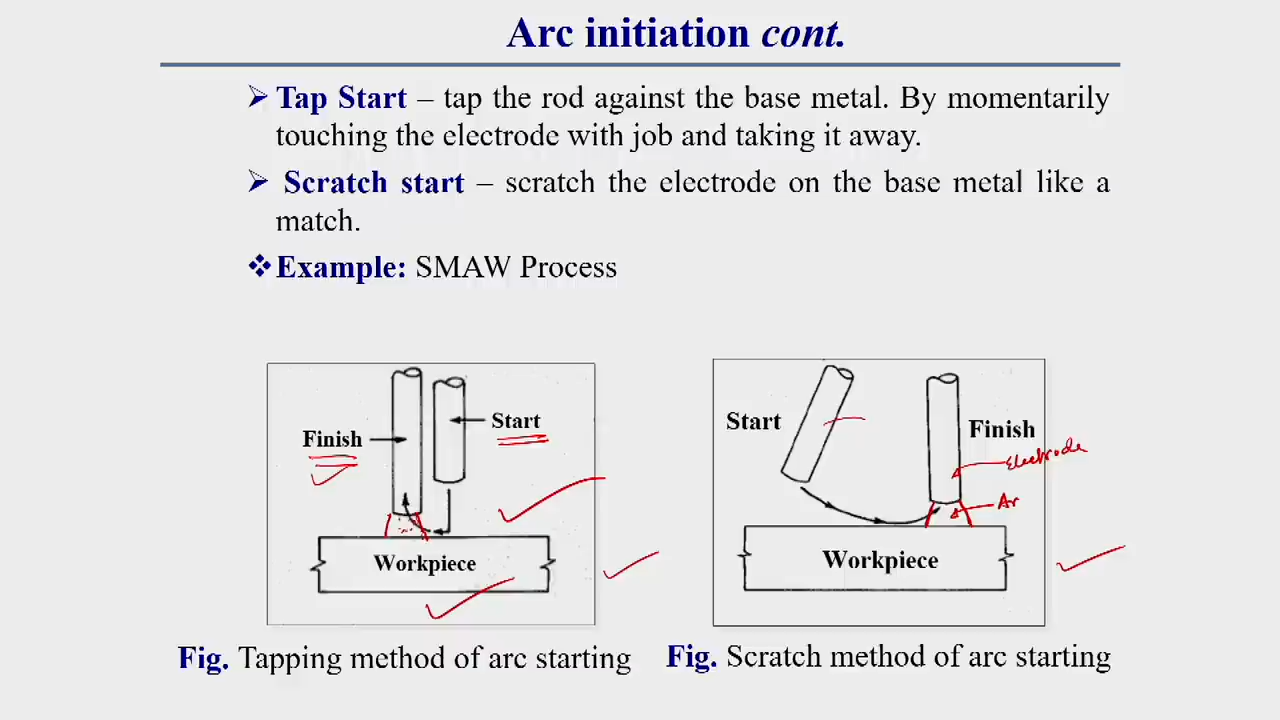 Arc initiation cont.
Tap Start – tap the rod against the base metal. By momentarily
touching the electrode with job and taking it away.
Scratch start – scratch the electrode on the base metal like a
match.
Example: SMAW Process
Start
Finish
Workpiece
Start
Finish
Electrode
Ar
Workpiece
Fig. Tapping method of arc starting
Fig. Scratch method of arc starting